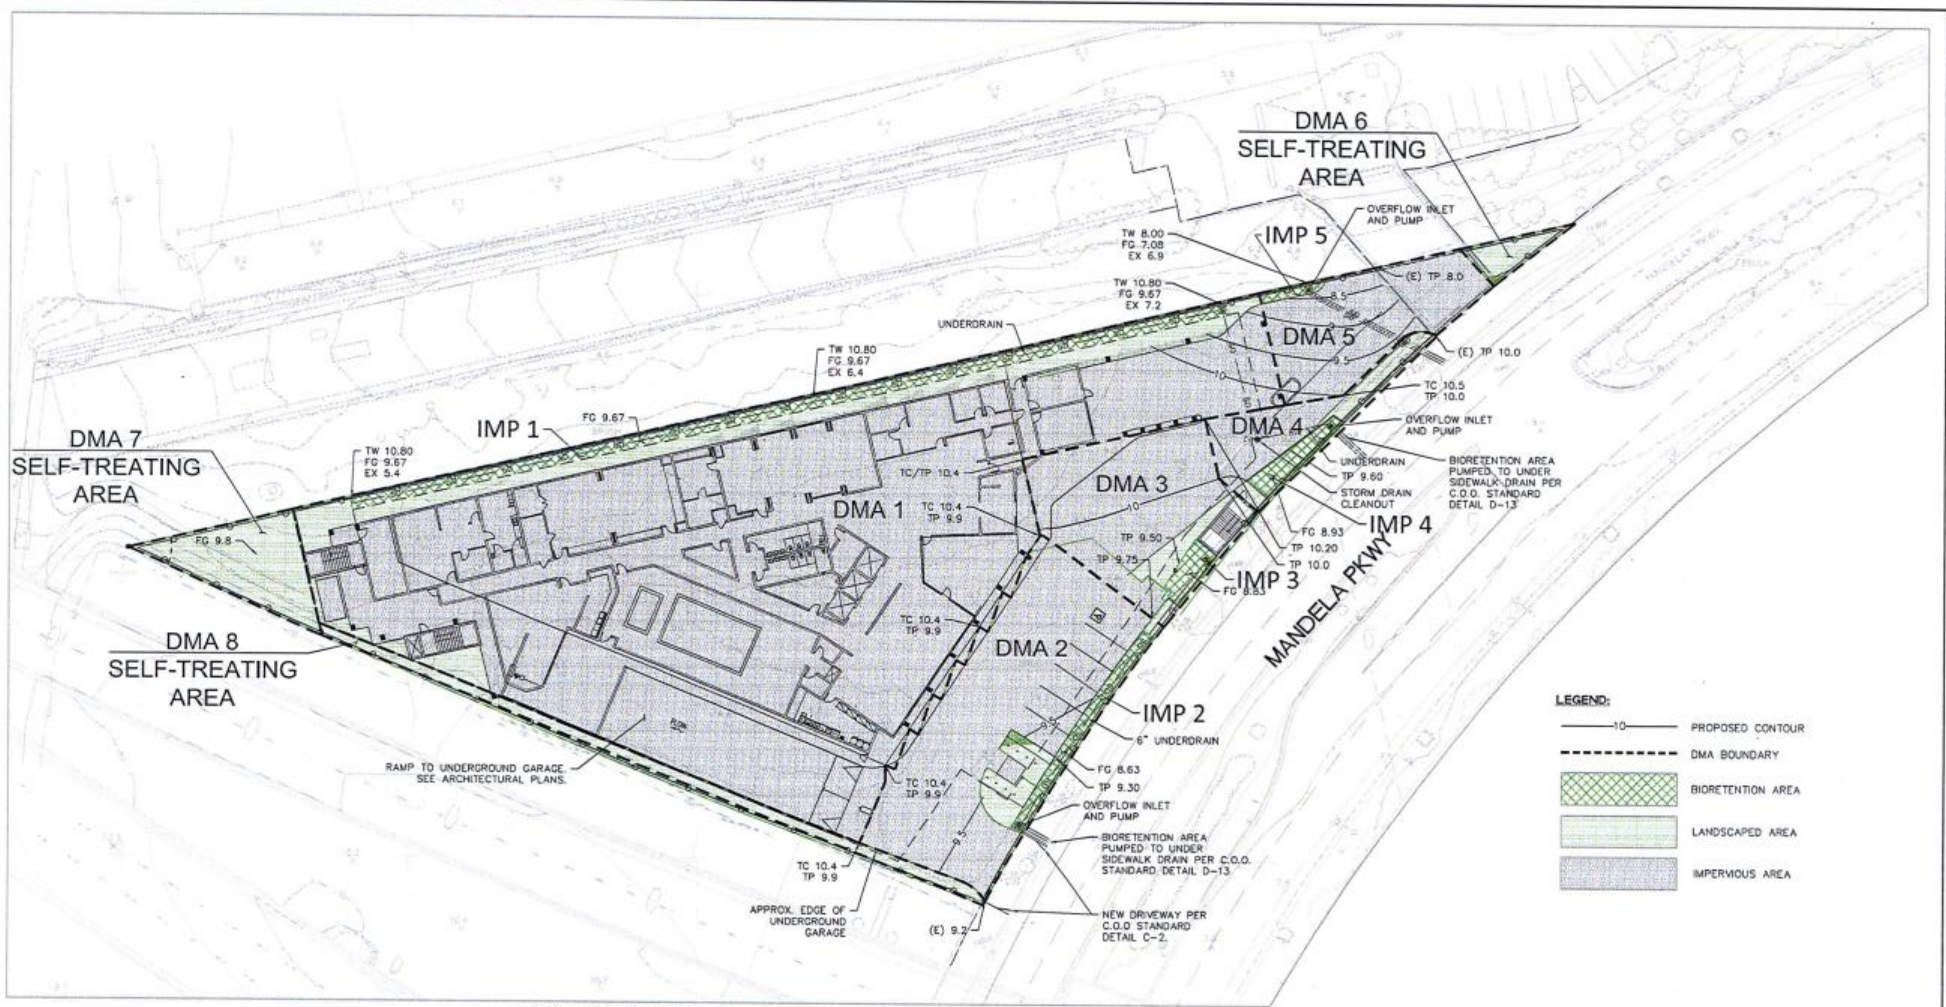 DMA 6
SELF-TREATING
AREA
OVERFLOW INLET
AND PUMP
TW 8.00
FG 7.08
EX 6.9
IMP 5
(E) TP 8.0
TW 10.80
FG 9.67
EX 7.2
8.5
UNDERDRAIN
DMA 5
9.5
(E) TP 10.0
TW 10.80
FG 9.67
EX 6.4
10
TC 10.5
TP 10.0
FG 9.67
IMP 1
DMA 4
OVERFLOW INLET
AND PUMP
DMA 7
SELF-TREATING
AREA
TW 10.80
FG 9.67
EX 5.4
TC/TP 10.4
DMA 3
UNDERDRAIN
TP 9.60
STORM DRAIN
CLEANOUT
BIORETENTION AREA
PUMPED TO UNDER
SIDEWALK DRAIN PER
C.O.O. STANDARD
DETAIL D-13
DMA 1
TC 10.4
TP 9.9
10
IMP 4
FG 9.8
TP 9.50
FG 8.93
TP 10.20
TP 10.0
TP 9.75
IMP 3
FG 8.63
MANDELA PKWY
TC 10.4
TP 9.9
DMA 2
DMA 8
SELF-TREATING
AREA
IMP 2
6" UNDERDRAIN
LEGEND:
10
PROPOSED CONTOUR
DMA BOUNDARY
BIORETENTION AREA
LANDSCAPED AREA
IMPERVIOUS AREA
RAMP TO UNDERGROUND GARAGE.
SEE ARCHITECTURAL PLANS.
TC 10.4
TP 9.9
FG 8.63
TP 9.30
OVERFLOW INLET
AND PUMP
9.5
BIORETENTION AREA
PUMPED TO UNDER
SIDEWALK DRAIN PER C.O.O.
STANDARD DETAIL D-13
TC 10.4
TP 9.9
APPROX. EDGE OF
UNDERGROUND
GARAGE
(E) 9.2
NEW DRIVEWAY PER
C.O.O STANDARD
DETAIL C-2.